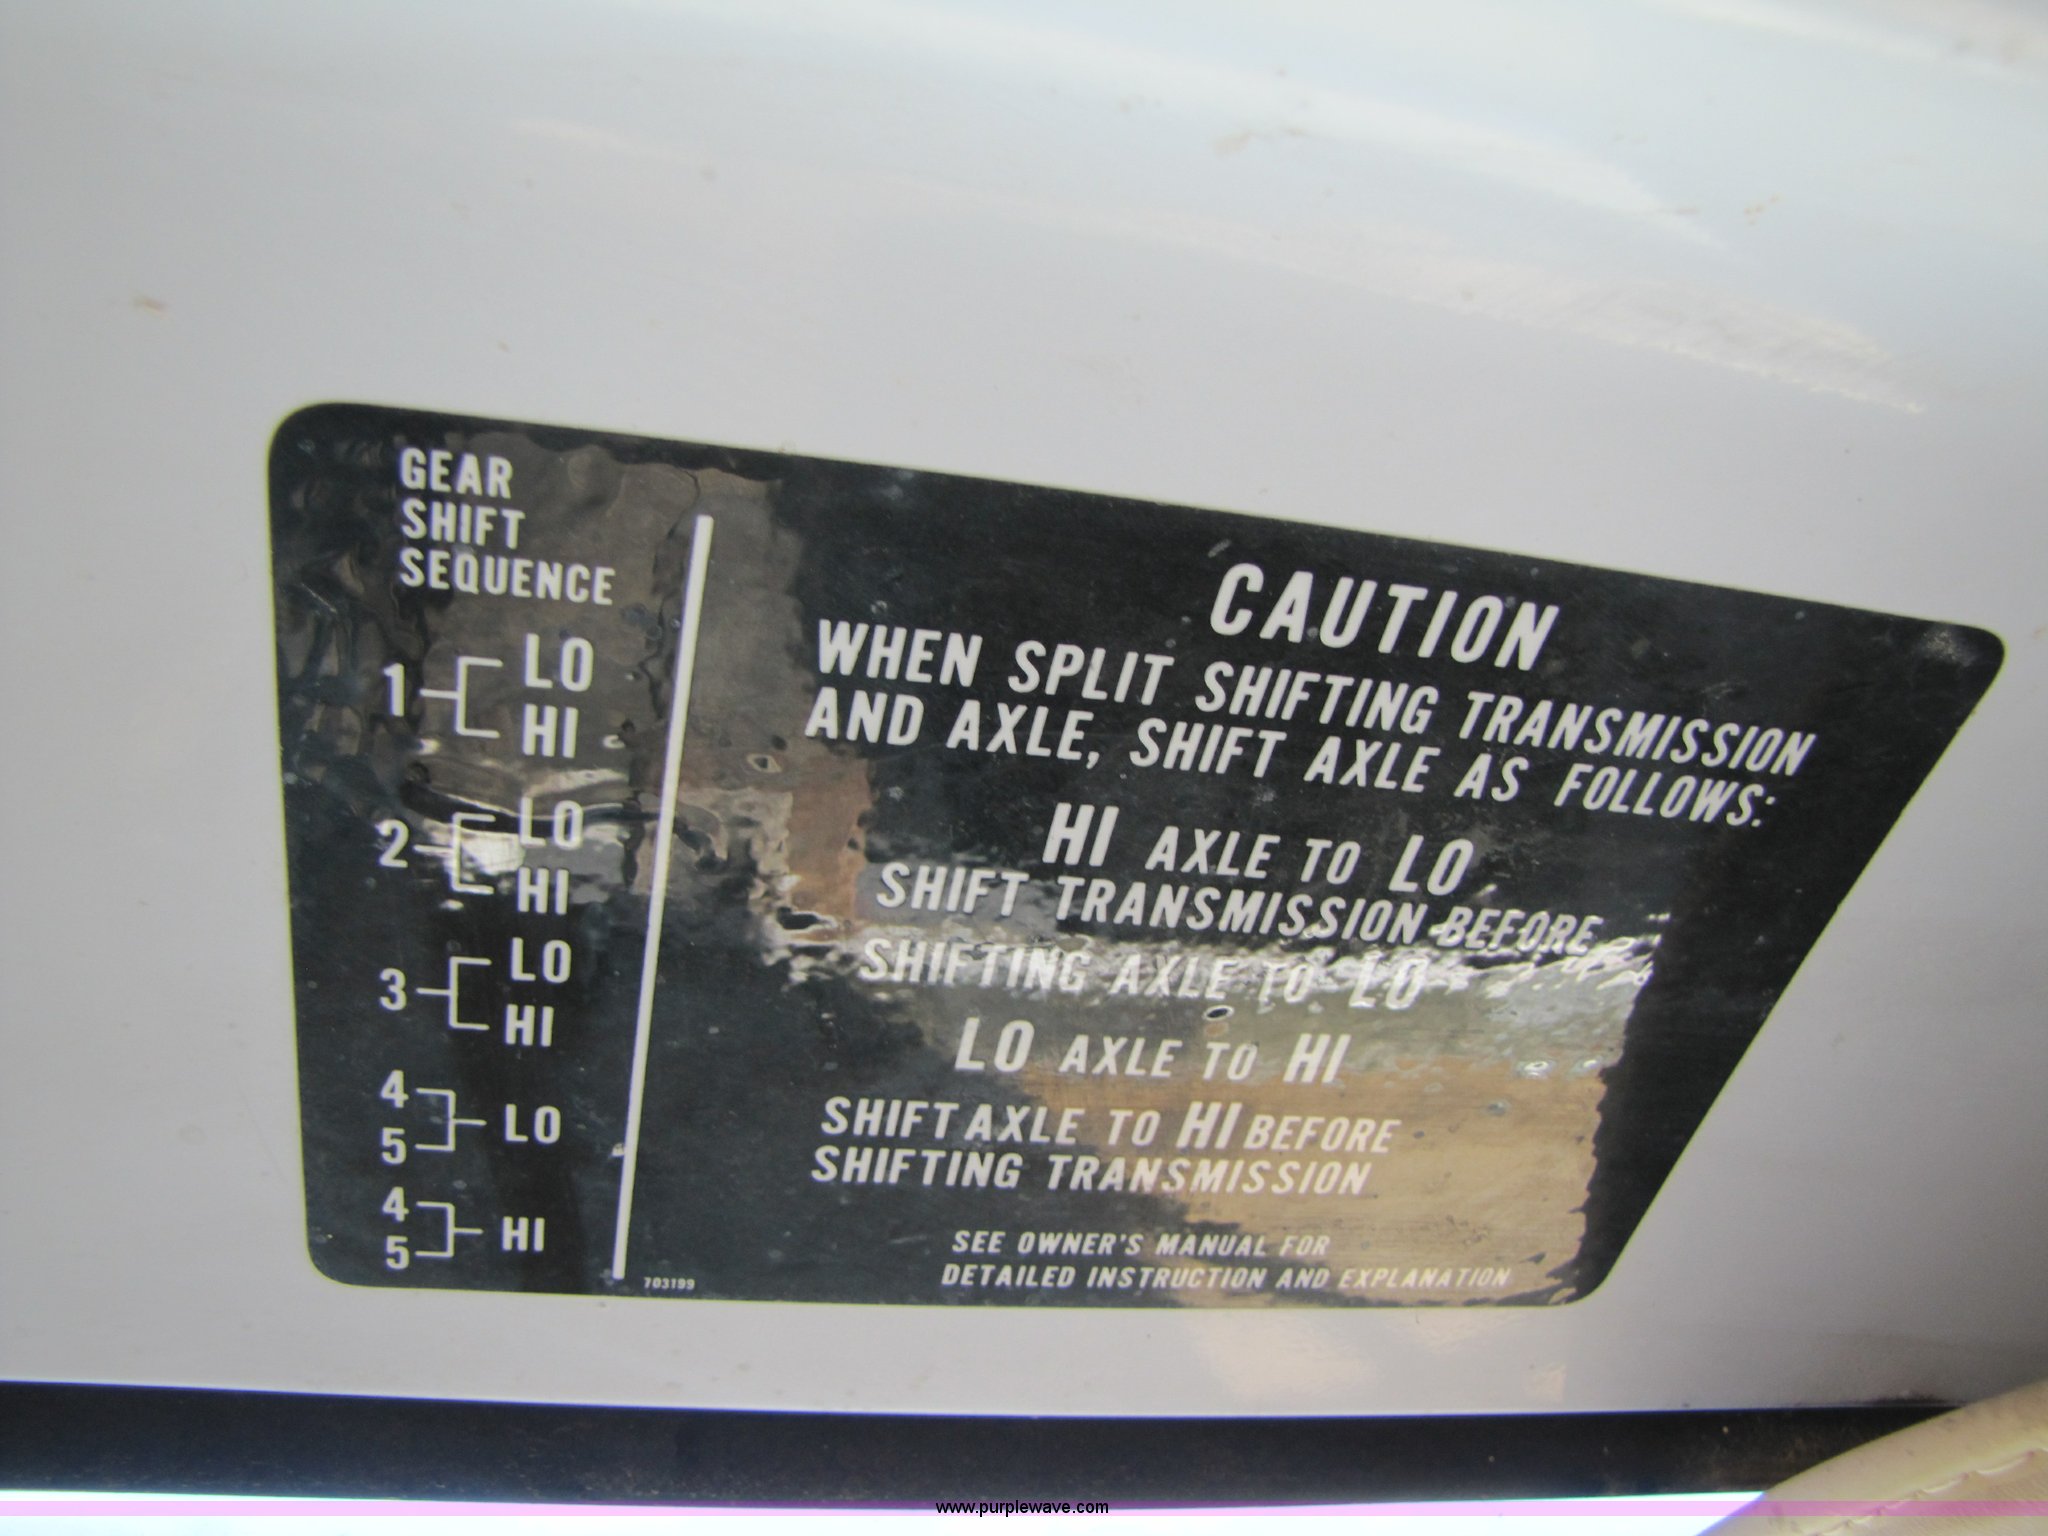 GEAR
SHIFT
SEQUENCE
1 LO
HI
2 LO
HI
3 LO
HI
4
5 LO
4
5 HI
CAUTION
WHEN SPLIT SHIFTING TRANSMISSION
AND AXLE, SHIFT AXLE AS FOLLOWS:
HI AXLE TO LO
SHIFT TRANSMISSION BEFORE
SHIFTING AXLE TO LO
LO AXLE TO HI
SHIFT AXLE TO HI BEFORE
SHIFTING TRANSMISSION
SEE OWNER'S MANUAL FOR
DETAILED INSTRUCTION AND EXPLANATION
703199
www.purplewave.com